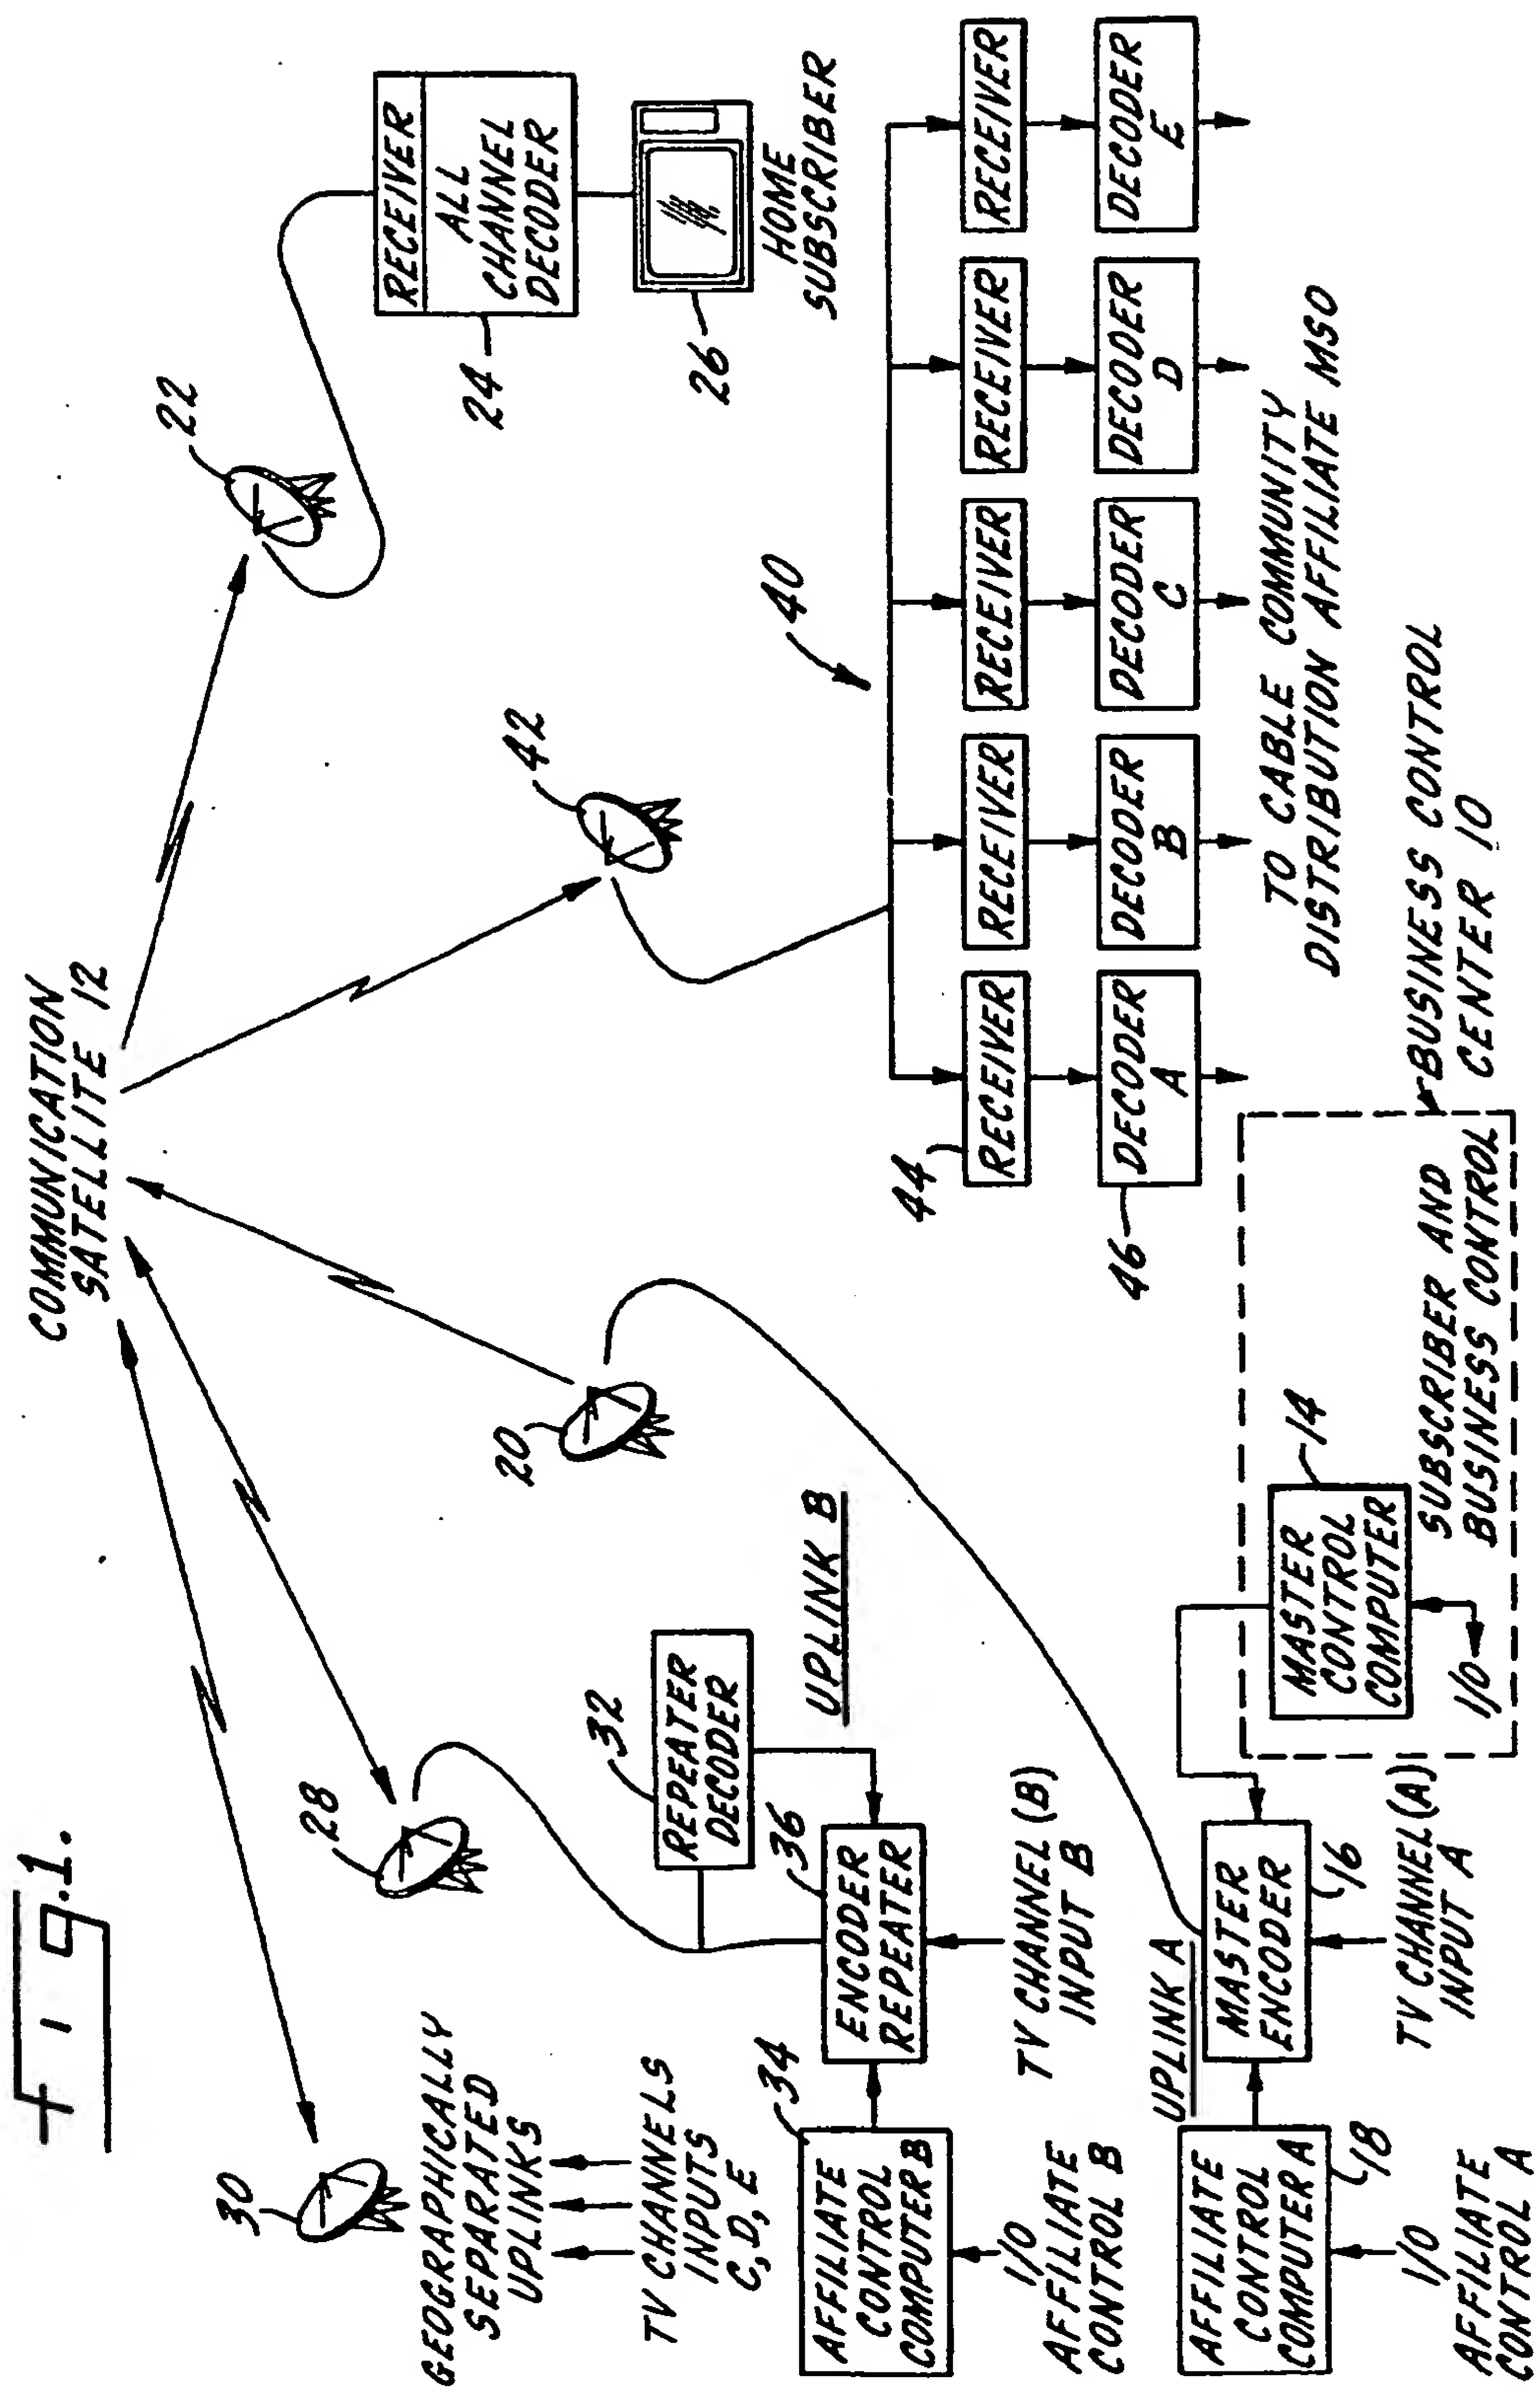 Fig.1.
COMMUNICATION
SATELLITE 12
30
GEOGRAPHICALLY
SEPARATED
UPLINKS
TV CHANNELS
INPUTS
C, D, E
28
20
42
22
RECEIVER
ALL
CHANNEL
DECODER
24
26
HOME
SUBSCRIBER
32
REPEATER
DECODER
UPLINK B
34
AFFILIATE
CONTROL
COMPUTER B
I/O
AFFILIATE
CONTROL B
36
ENCODER
REPEATER
TV CHANNEL (B)
INPUT B
40
44
RECEIVER
RECEIVER
RECEIVER
RECEIVER
RECEIVER
46
DECODER
A
DECODER
B
DECODER
C
DECODER
D
DECODER
E
TO CABLE COMMUNITY
DISTRIBUTION AFFILIATE MSO
UPLINK A
AFFILIATE
CONTROL
COMPUTER A
18
I/O
AFFILIATE
CONTROL A
MASTER
ENCODER
16
TV CHANNEL (A)
INPUT A
MASTER
CONTROL
COMPUTER
14
I/O
SUBSCRIBER AND
BUSINESS CONTROL
BUSINESS CONTROL
CENTER 10